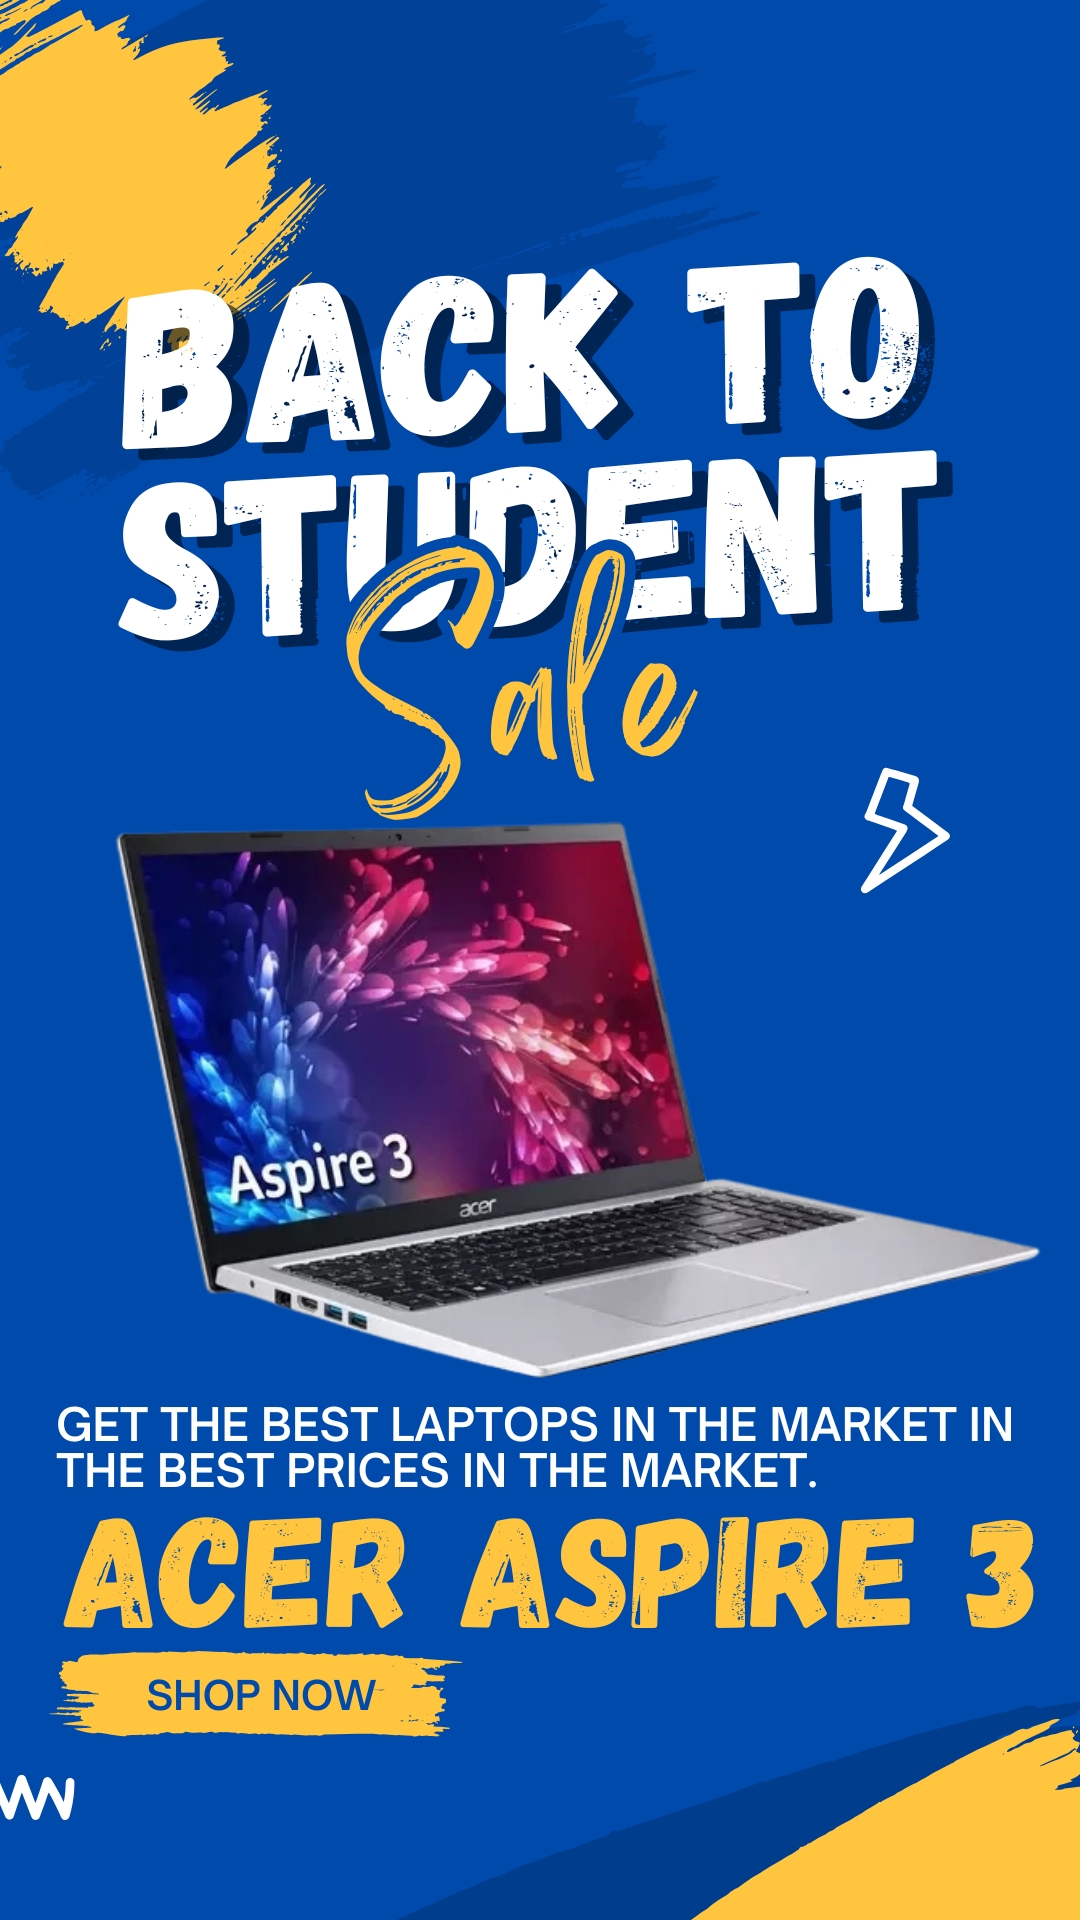 BACK TO
STUDENT
Sale
Aspire 3
acer
GET THE BEST LAPTOPS IN THE MARKET IN
THE BEST PRICES IN THE MARKET.
ACER ASPIRE 3
SHOP NOW